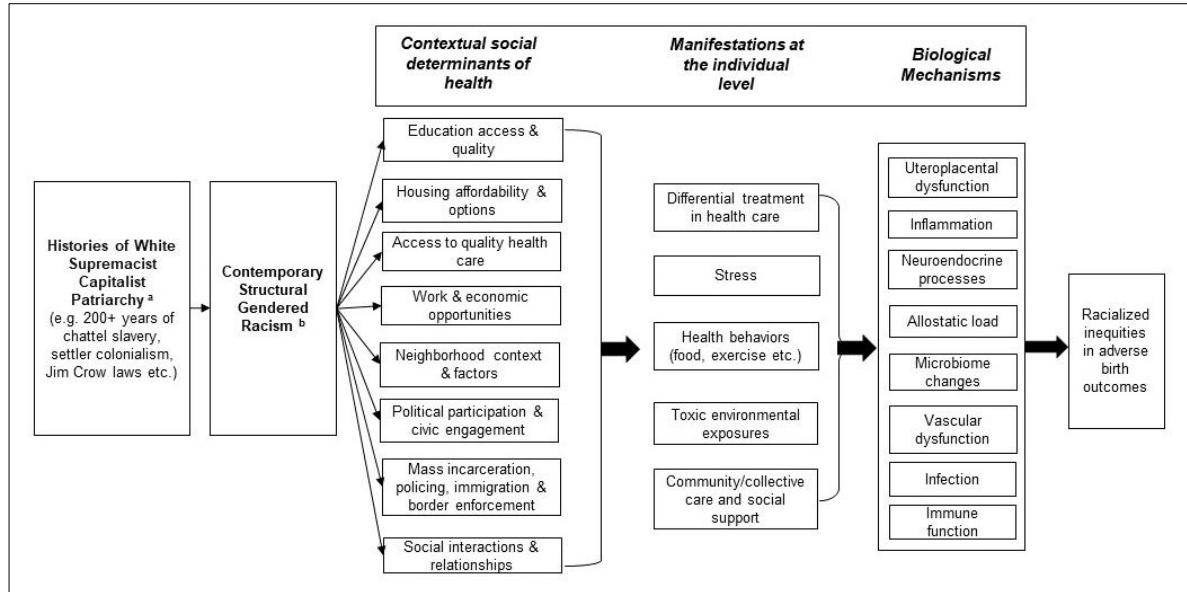 Contextual social
determinants of
health
Manifestations at
the individual
level
Biological
Mechanisms
Histories of White
Supremacist
Capitalist
Patriarchy a
(e.g. 200+ years of
chattel slavery,
settler colonialism,
Jim Crow laws etc.)
Contemporary
Structural
Gendered
Racism b
Education access &
quality
Housing affordability &
options
Access to quality health
care
Work & economic
opportunities
Neighborhood context
& factors
Political participation &
civic engagement
Mass incarceration,
policing, immigration &
border enforcement
Social interactions &
relationships
Differential treatment
in health care
Stress
Health behaviors
(food, exercise etc.)
Toxic environmental
exposures
Community/collective
care and social
support
Uteroplacental
dysfunction
Inflammation
Neuroendocrine
processes
Allostatic load
Microbiome
changes
Vascular
dysfunction
Infection
Immune
function
Racialized
inequities
in adverse
birth
outcomes